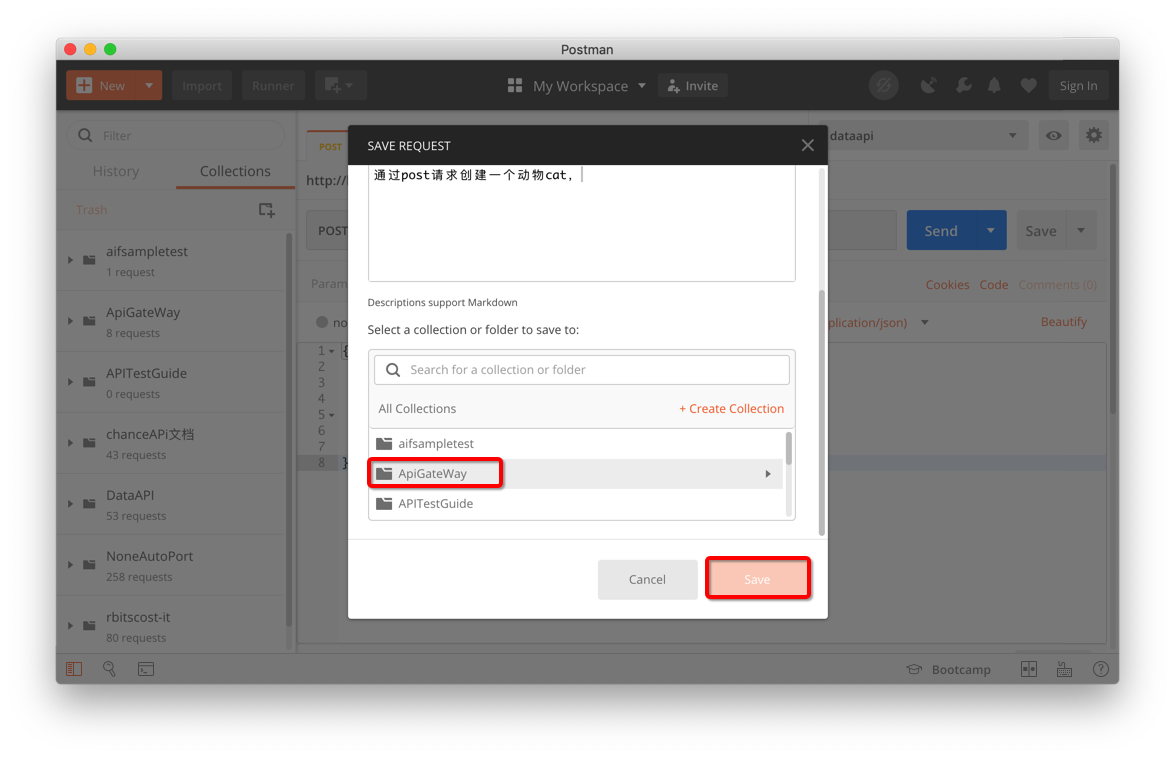 Postman
New
Import
Runner
My Workspace
Invite
Sign In
Filter
History
Collections
Trash
aifsampletest
1 request
ApiGateWay
8 requests
APITestGuide
0 requests
chanceAPi文档
43 requests
DataAPI
53 requests
NoneAutoPort
258 requests
rbitscost-it
80 requests
POST
dataapi
http://
POST
Send
Save
Param
Cookies
Code
Comments (0)
no
plication/json)
Beautify
1
{
2
3
4
5
6
7
8
}
SAVE REQUEST
通过post请求创建一个动物cat,
Descriptions support Markdown
Select a collection or folder to save to:
Search for a collection or folder
All Collections
+ Create Collection
aifsampletest
ApiGateWay
APITestGuide
Cancel
Save
Bootcamp